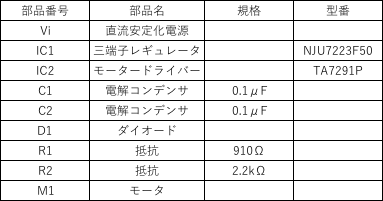 部品番号 部品名 規格 型番
Vi 直流安定化電源
IC1 三端子レギュレータ NJU7223F50
IC2 モータードライバー TA7291P
C1 電解コンデンサ 0.1μF
C2 電解コンデンサ 0.1μF
D1 ダイオード
R1 抵抗 910Ω
R2 抵抗 2.2kΩ
M1 モータ